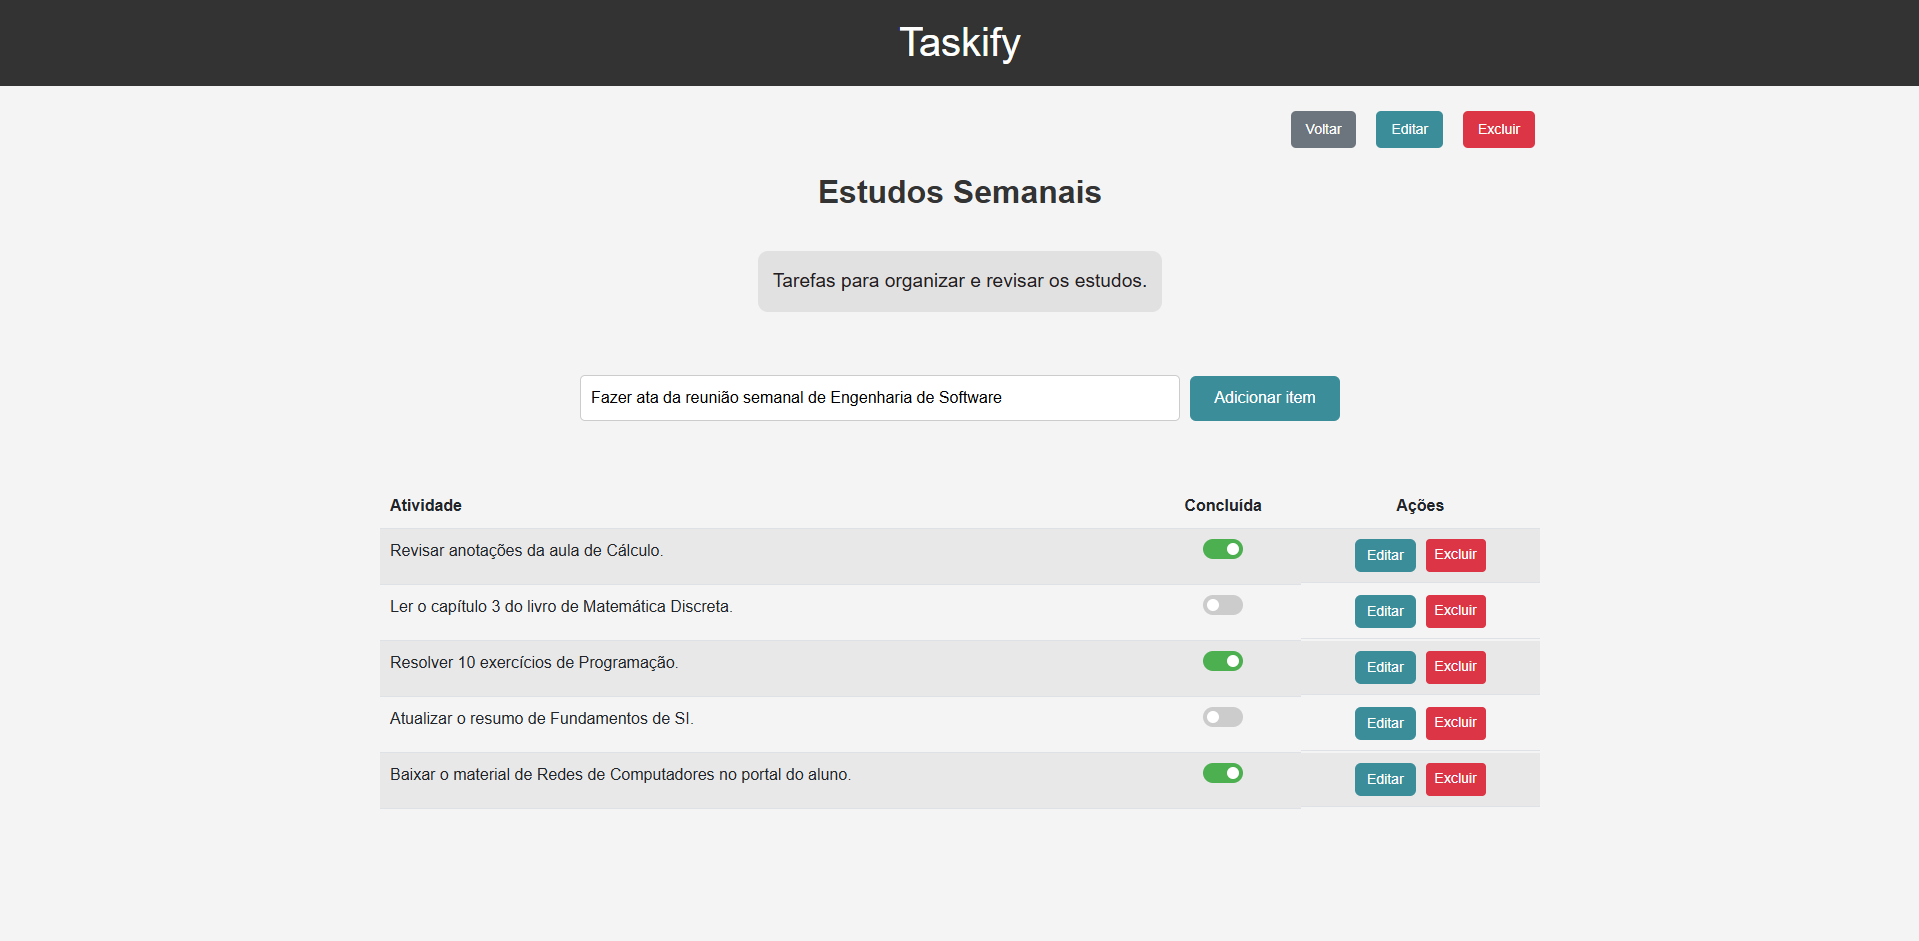 Taskify
Voltar Editar Excluir
Estudos Semanais
Tarefas para organizar e revisar os estudos.
Fazer ata da reunião semanal de Engenharia de Software Adicionar item
Atividade Concluída Ações
Revisar anotações da aula de Cálculo. Editar Excluir
Ler o capítulo 3 do livro de Matemática Discreta. Editar Excluir
Resolver 10 exercícios de Programação. Editar Excluir
Atualizar o resumo de Fundamentos de SI. Editar Excluir
Baixar o material de Redes de Computadores no portal do aluno. Editar Excluir